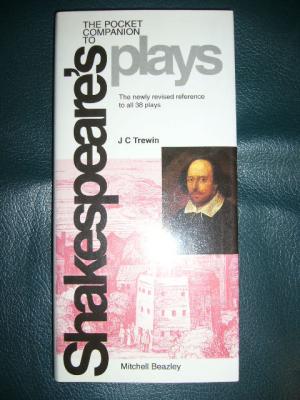 THE POCKET
COMPANION
TO
Shakespeare's
plays
The newly revised reference
to all 38 plays
J C Trewin
Mitchell Beazley